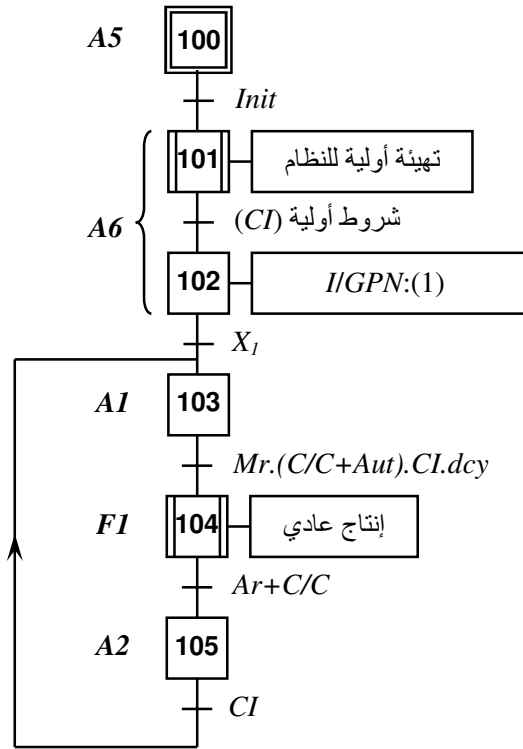 A5 100
Init
101 تهيئة أولية للنظام
شروط أولية (CI)
A6
102 I/GPN:(1)
X1
A1 103
Mr.(C/C+Aut).CI.dcy
F1 104 إنتاج عادي
Ar+C/C
A2 105
CI